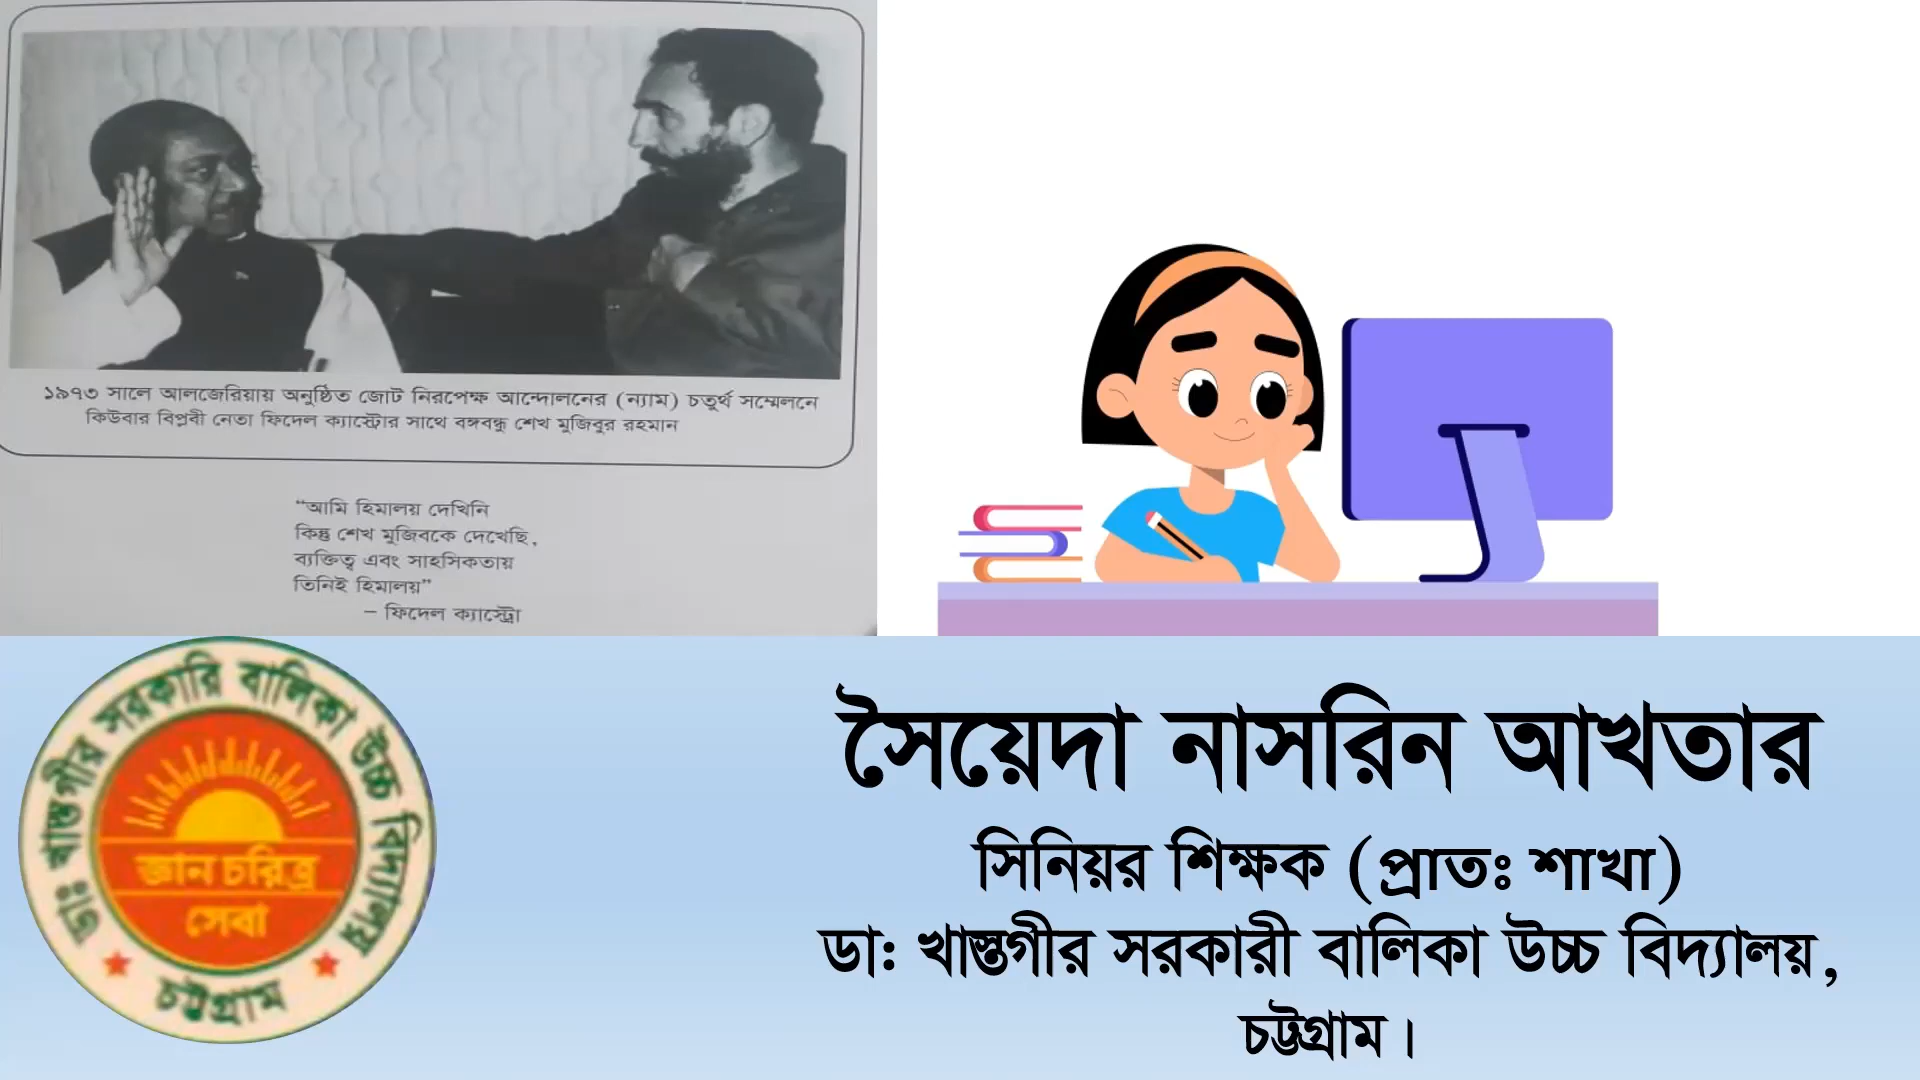 ১৯৭৩ সালে আলজেরিয়ায় অনুষ্ঠিত জোট নিরপেক্ষ আন্দোলনের (ন্যাম) চতুর্থ সম্মেলনে
কিউবার বিপ্লবী নেতা ফিদেল ক্যাস্ট্রোর সাথে বঙ্গবন্ধু শেখ মুজিবুর রহমান
“আমি হিমালয় দেখিনি
কিন্তু শেখ মুজিবকে দেখেছি,
ব্যক্তিত্ব এবং সাহসিকতায়
তিনিই হিমালয়”
– ফিদেল ক্যাস্ট্রো
ডাঃ খাস্তগীর সরকারি বালিকা উচ্চ বিদ্যালয়
জ্ঞান চরিত্র
সেবা
চট্টগ্রাম
সৈয়েদা নাসরিন আখতার
সিনিয়র শিক্ষক (প্রাতঃ শাখা)
ডা: খাস্তগীর সরকারী বালিকা উচ্চ বিদ্যালয়,
চট্টগ্রাম।